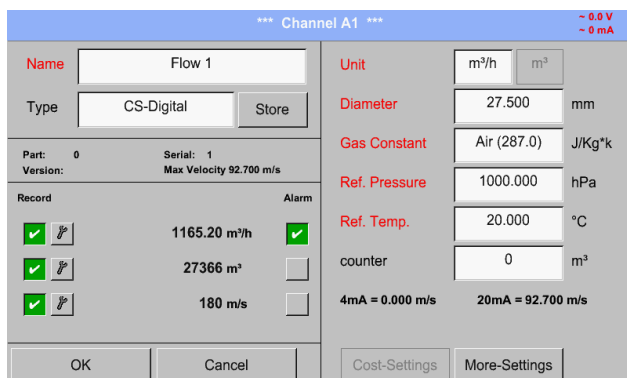 *** Channel A1 ***
~ 0.0 V
~ 0 mA
Name Flow 1
Type CS-Digital Store
Part: 0 Serial: 1
Version: Max Velocity 92.700 m/s
Record Alarm
1165.20 m³/h
27366 m³
180 m/s
OK Cancel
Unit m³/h m³
Diameter 27.500 mm
Gas Constant Air (287.0) J/Kg*k
Ref. Pressure 1000.000 hPa
Ref. Temp. 20.000 °C
counter 0 m³
4mA = 0.000 m/s 20mA = 92.700 m/s
Cost-Settings More-Settings